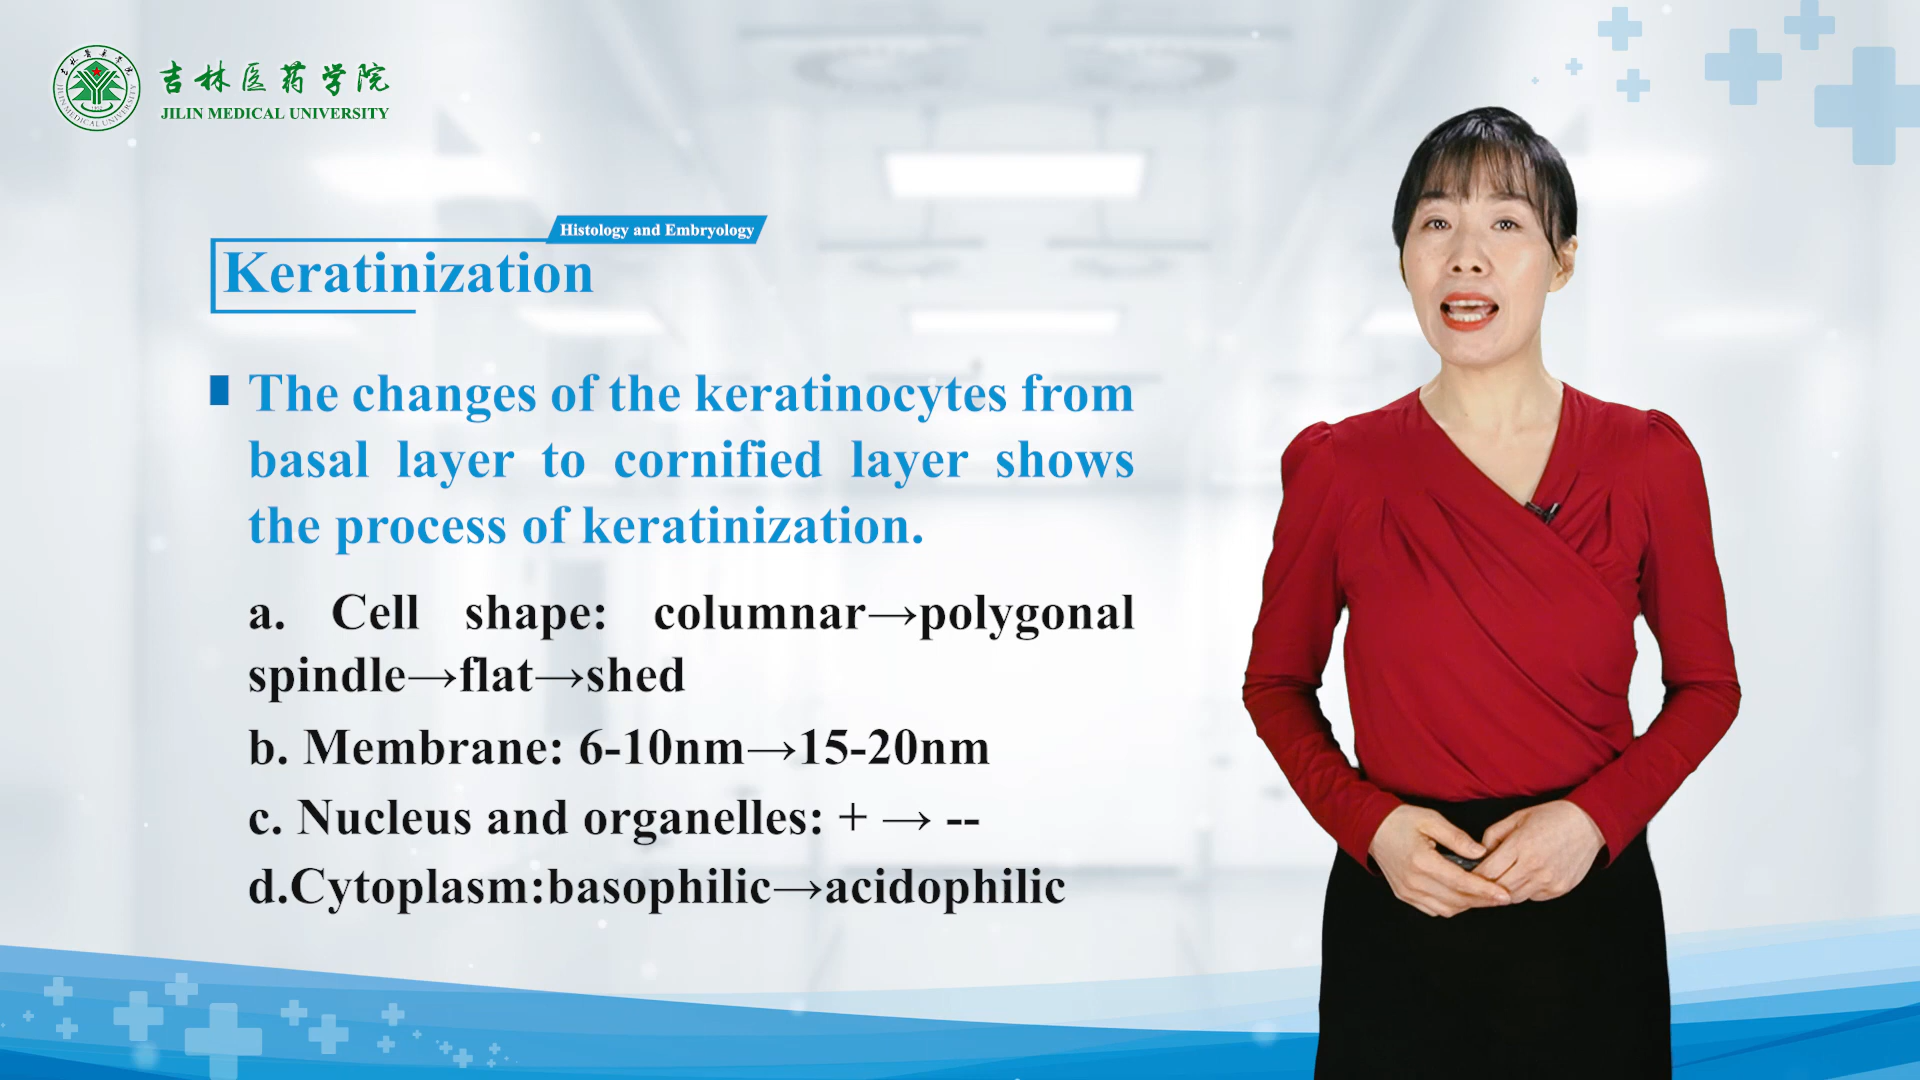 吉林医药学院
JILIN MEDICAL UNIVERSITY
Histology and Embryology
Keratinization
The changes of the keratinocytes from
basal layer to cornified layer shows
the process of keratinization.
a. Cell shape: columnar→polygonal
spindle→flat→shed
b. Membrane: 6-10nm→15-20nm
c. Nucleus and organelles: + → --
d.Cytoplasm:basophilic→acidophilic